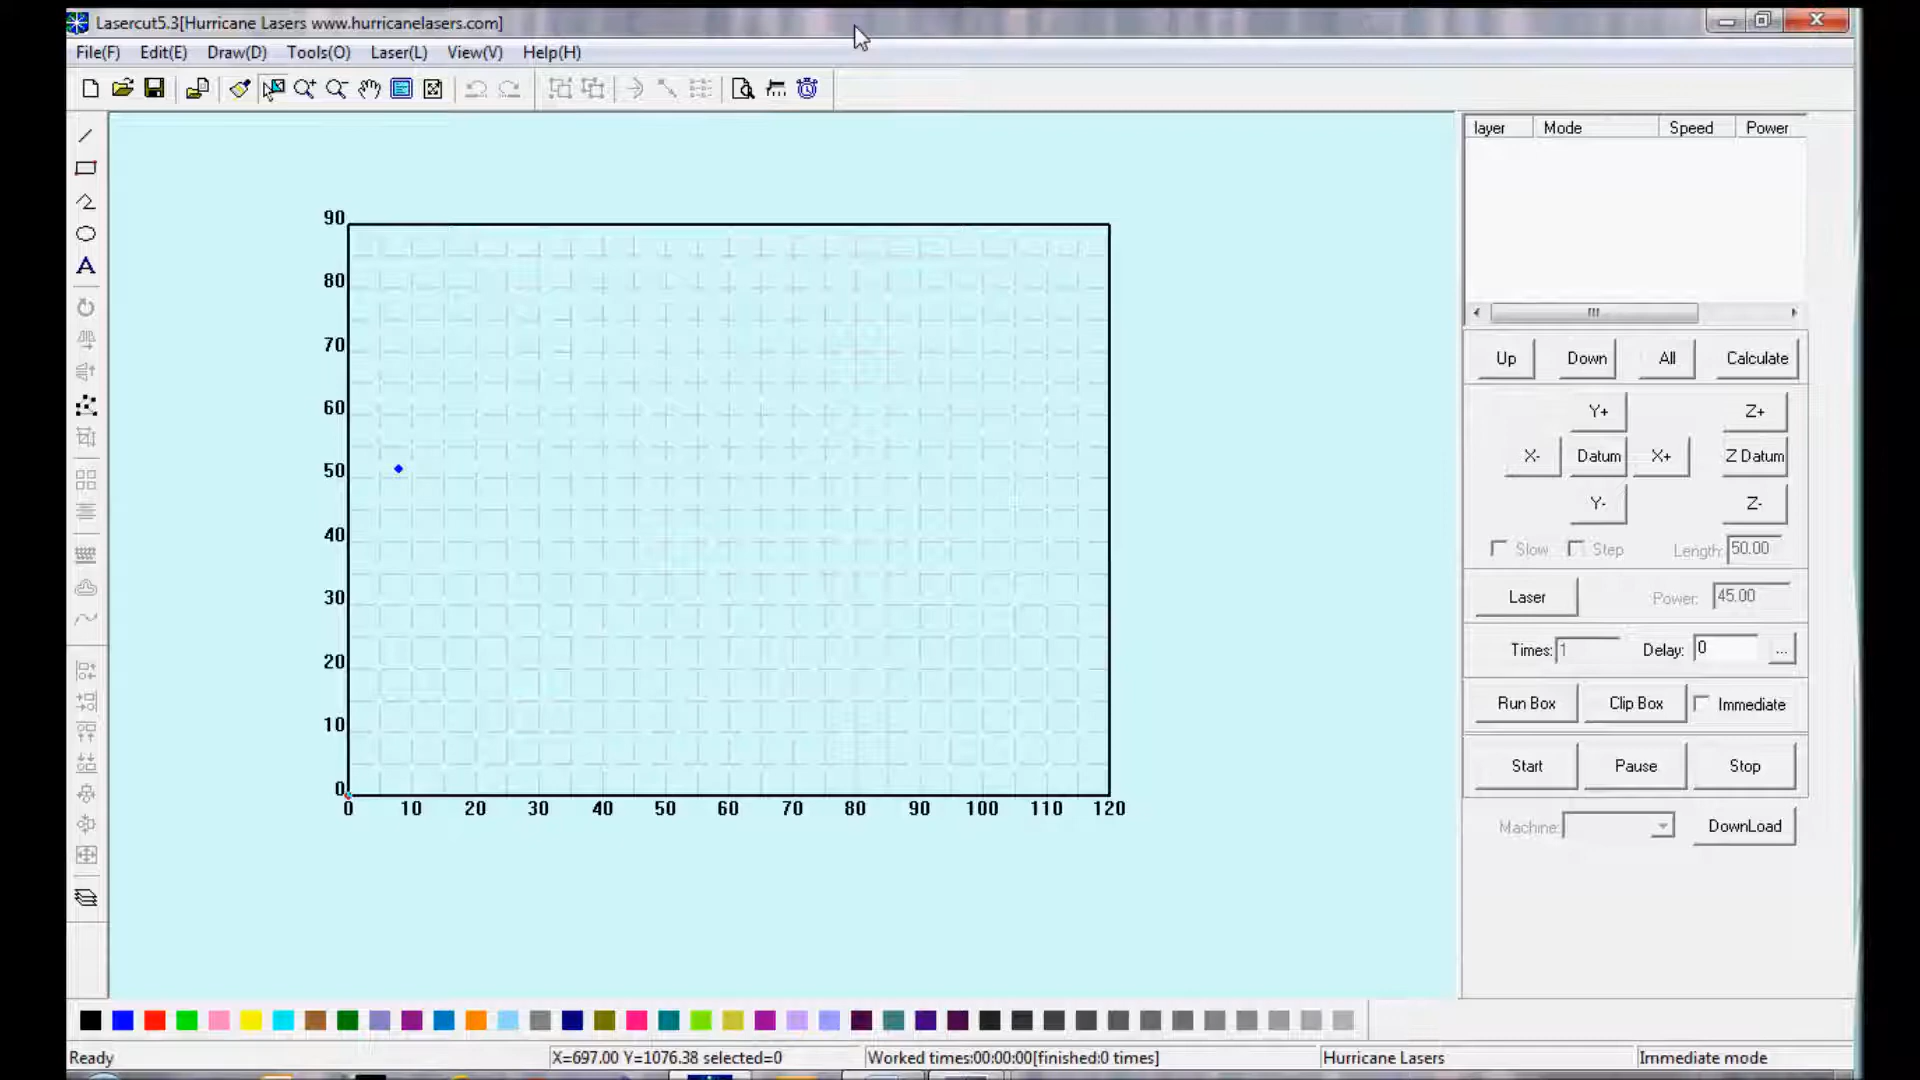 Lasercut5.3[Hurricane Lasers www.hurricanelasers.com]
File(F) Edit(E) Draw(D) Tools(O) Laser(L) View(V) Help(H)
layer Mode Speed Power
90
80
70
60
50
40
30
20
10
0
0 10 20 30 40 50 60 70 80 90 100 110 120
Up Down All Calculate
Y+ Z+
X- Datum X+ Z Datum
Y- Z-
Slow Step Length: 50.00
Laser Power: 45.00
Times: 1 Delay: 0 ...
Run Box Clip Box Immediate
Start Pause Stop
Machine: DownLoad
Ready X=697.00 Y=1076.38 selected=0 Worked times:00:00:00[finished:0 times] Hurricane Lasers Immediate mode